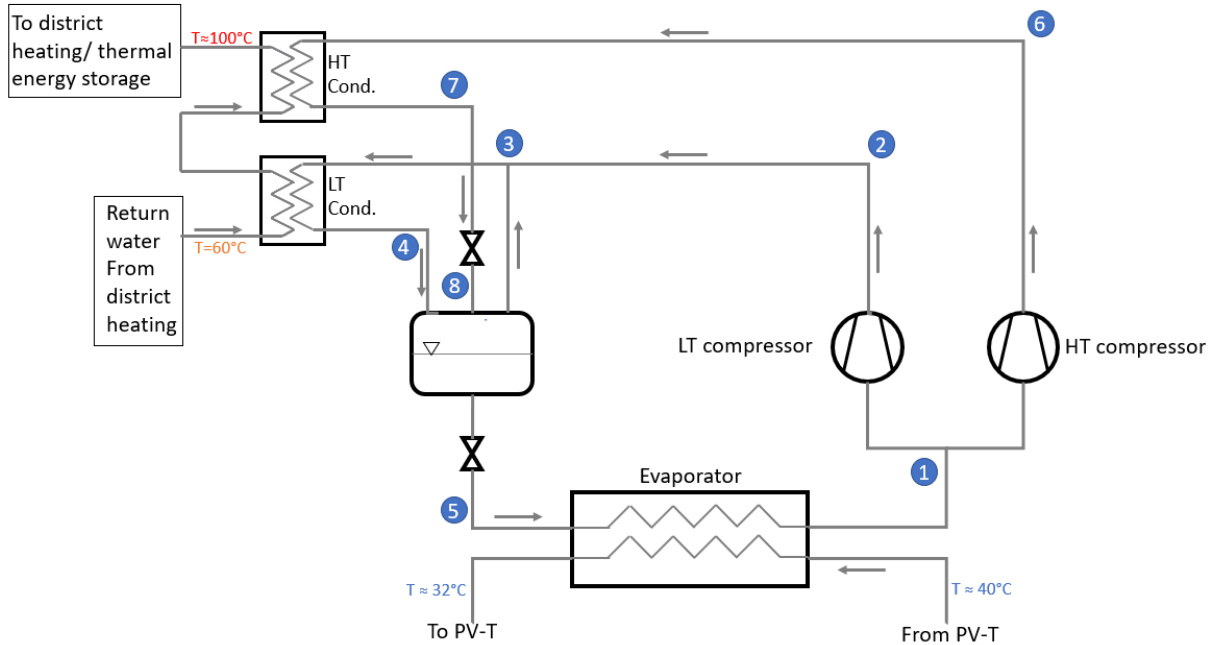 To district
heating/ thermal
energy storage
T≈100°C
HT
Cond.
6
7
3
2
LT
Cond.
Return
water
From
district
heating
T=60°C
4
8
LT compressor
HT compressor
1
Evaporator
5
T ≈ 32°C
T ≈ 40°C
To PV-T
From PV-T